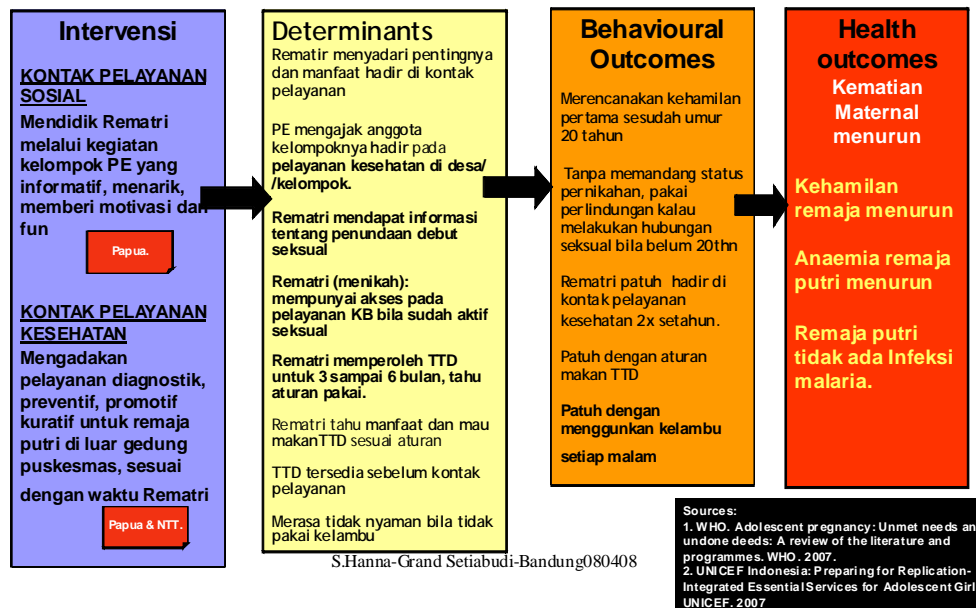 Intervensi
KONTAK PELAYANAN
SOSIAL
Mendidik Rematri
melalui kegiatan
kelompok PE yang
informatif, menarik,
memberi motivasi dan
fun
Papua.
KONTAK PELAYANAN
KESEHATAN
Mengadakan
pelayanan diagnostik,
preventif, promotif
kuratif untuk remaja
putri di luar gedung
puskesmas, sesuai
dengan waktu Rematri
Papua & NTT.
Determinants
Rematir menyadari pentingnya
dan manfaat hadir di kontak
pelayanan
PE mengajak anggota
kelompoknya hadir pada
pelayanan kesehatan di desa/
/kelompok.
Rematri mendapat informasi
tentang penundaan debut
seksual
Rematri (menikah):
mempunyai akses pada
pelayanan KB bila sudah aktif
seksual
Rematri memperoleh TTD
untuk 3 sampai 6 bulan, tahu
aturan pakai.
Rematri tahu manfaat dan mau
makanTTD sesuai aturan
TTD tersedia sebelum kontak
pelayanan
Merasa tidak nyaman bila tidak
pakai kelambu
Behavioural
Outcomes
Merencanakan kehamilan
pertama sesudah umur
20 tahun
Tanpa memandang status
pernikahan, pakai
perlindungan kalau
melakukan hubungan
seksual bila belum 20thn
Rematri patuh hadir di
kontak pelayanan
kesehatan 2x setahun.
Patuh dengan aturan
makan TTD
Patuh dengan
menggunkan kelambu
setiap malam
Health
outcomes
Kematian
Maternal
menurun
Kehamilan
remaja menurun
Anaemia remaja
putri menurun
Remaja putri
tidak ada Infeksi
malaria.
S.Hanna-Grand Setiabudi-Bandung080408
Sources:
1. WHO. Adolescent pregnancy: Unmet needs an
undone deeds: A review of the literature and
programmes. WHO. 2007.
2. UNICEF Indonesia: Preparing for Replication-
Integrated Essential Services for Adolescent Girl
UNICEF. 2007